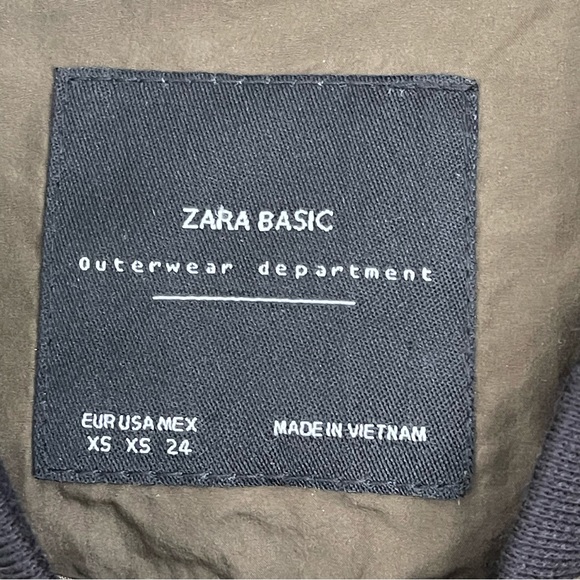 ZARA BASIC
Outerwear department
EUR USA MEX
XS XS 24
MADE IN VIETNAM